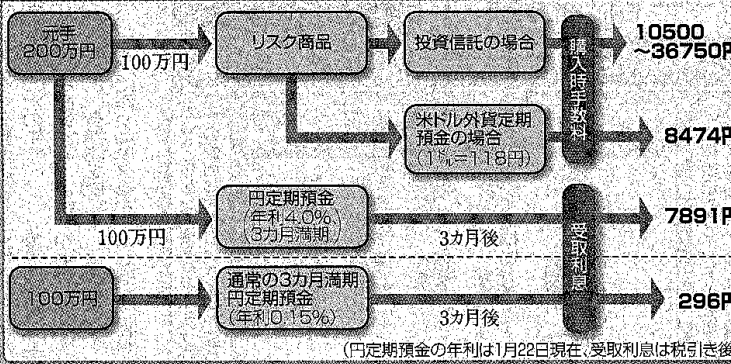 元手
200万円
100万円
リスク商品
投資信託の場合
購入時手数料
10500
～36750円
米ドル外貨定期
預金の場合
(1㌦=118円)
8474円
100万円
円定期預金
(年利4.0%、
3カ月満期)
3カ月後
受取利息
7891円
100万円
通常の3カ月満期
円定期預金
(年利0.15%)
3カ月後
296円
(円定期預金の年利は1月22日現在、受取利息は税引き後